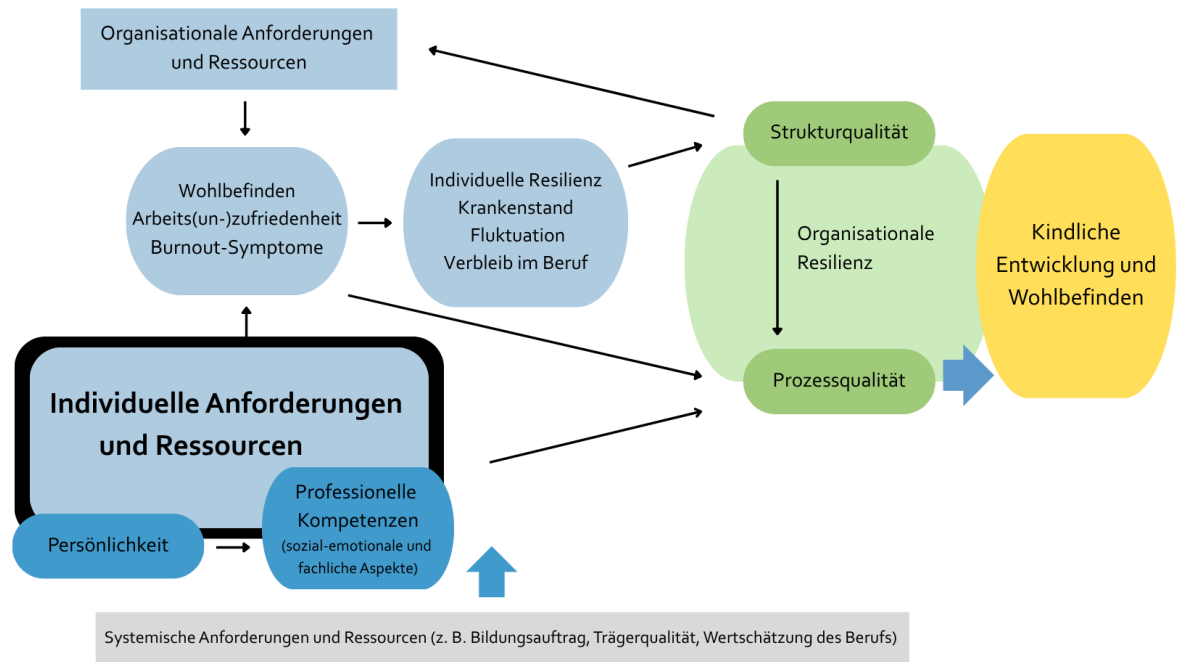 Organisationale Anforderungen
und Ressourcen
Strukturqualität
Wohlbefinden
Arbeits(un-)zufriedenheit
Burnout-Symptome
Individuelle Resilienz
Krankenstand
Fluktuation
Verbleib im Beruf
Organisationale
Resilienz
Kindliche
Entwicklung und
Wohlbefinden
Prozessqualität
Individuelle Anforderungen
und Ressourcen
Persönlichkeit
Professionelle
Kompetenzen
(sozial-emotionale und
fachliche Aspekte)
Systemische Anforderungen und Ressourcen (z. B. Bildungsauftrag, Trägerqualität, Wertschätzung des Berufs)